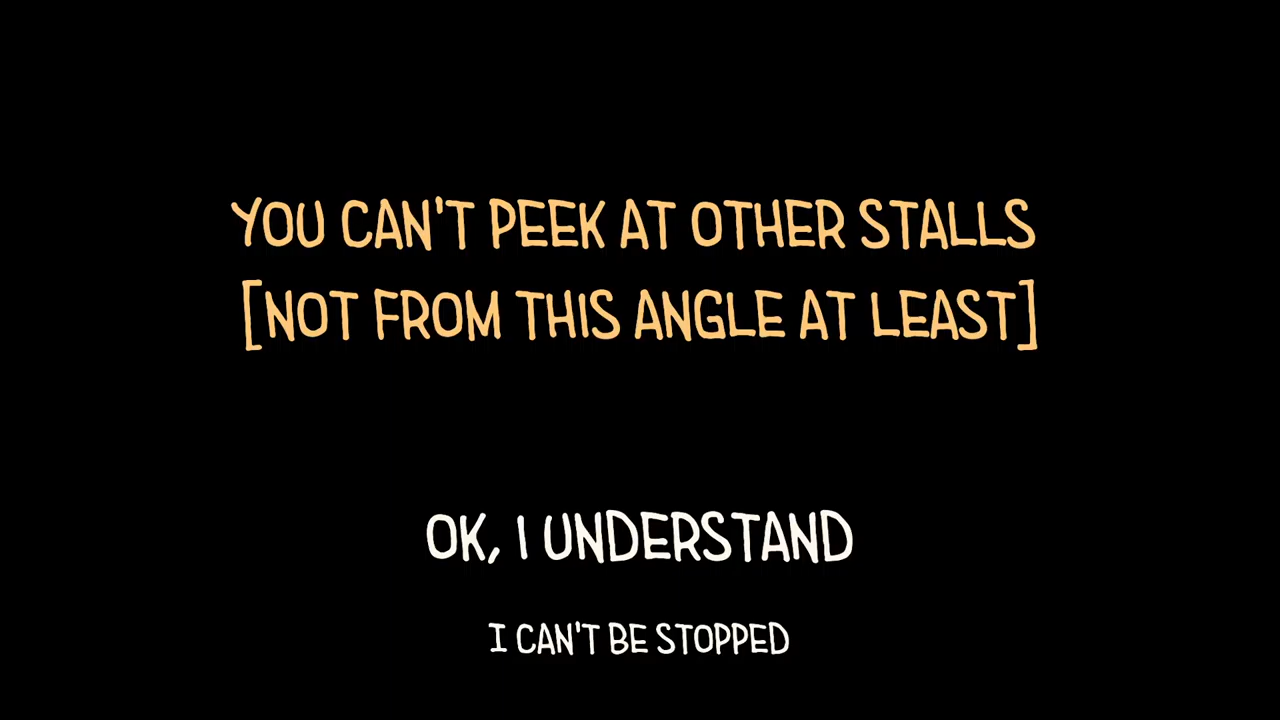 YOU CAN'T PEEK AT OTHER STALLS
[NOT FROM THIS ANGLE AT LEAST]
OK, I UNDERSTAND
I CAN'T BE STOPPED